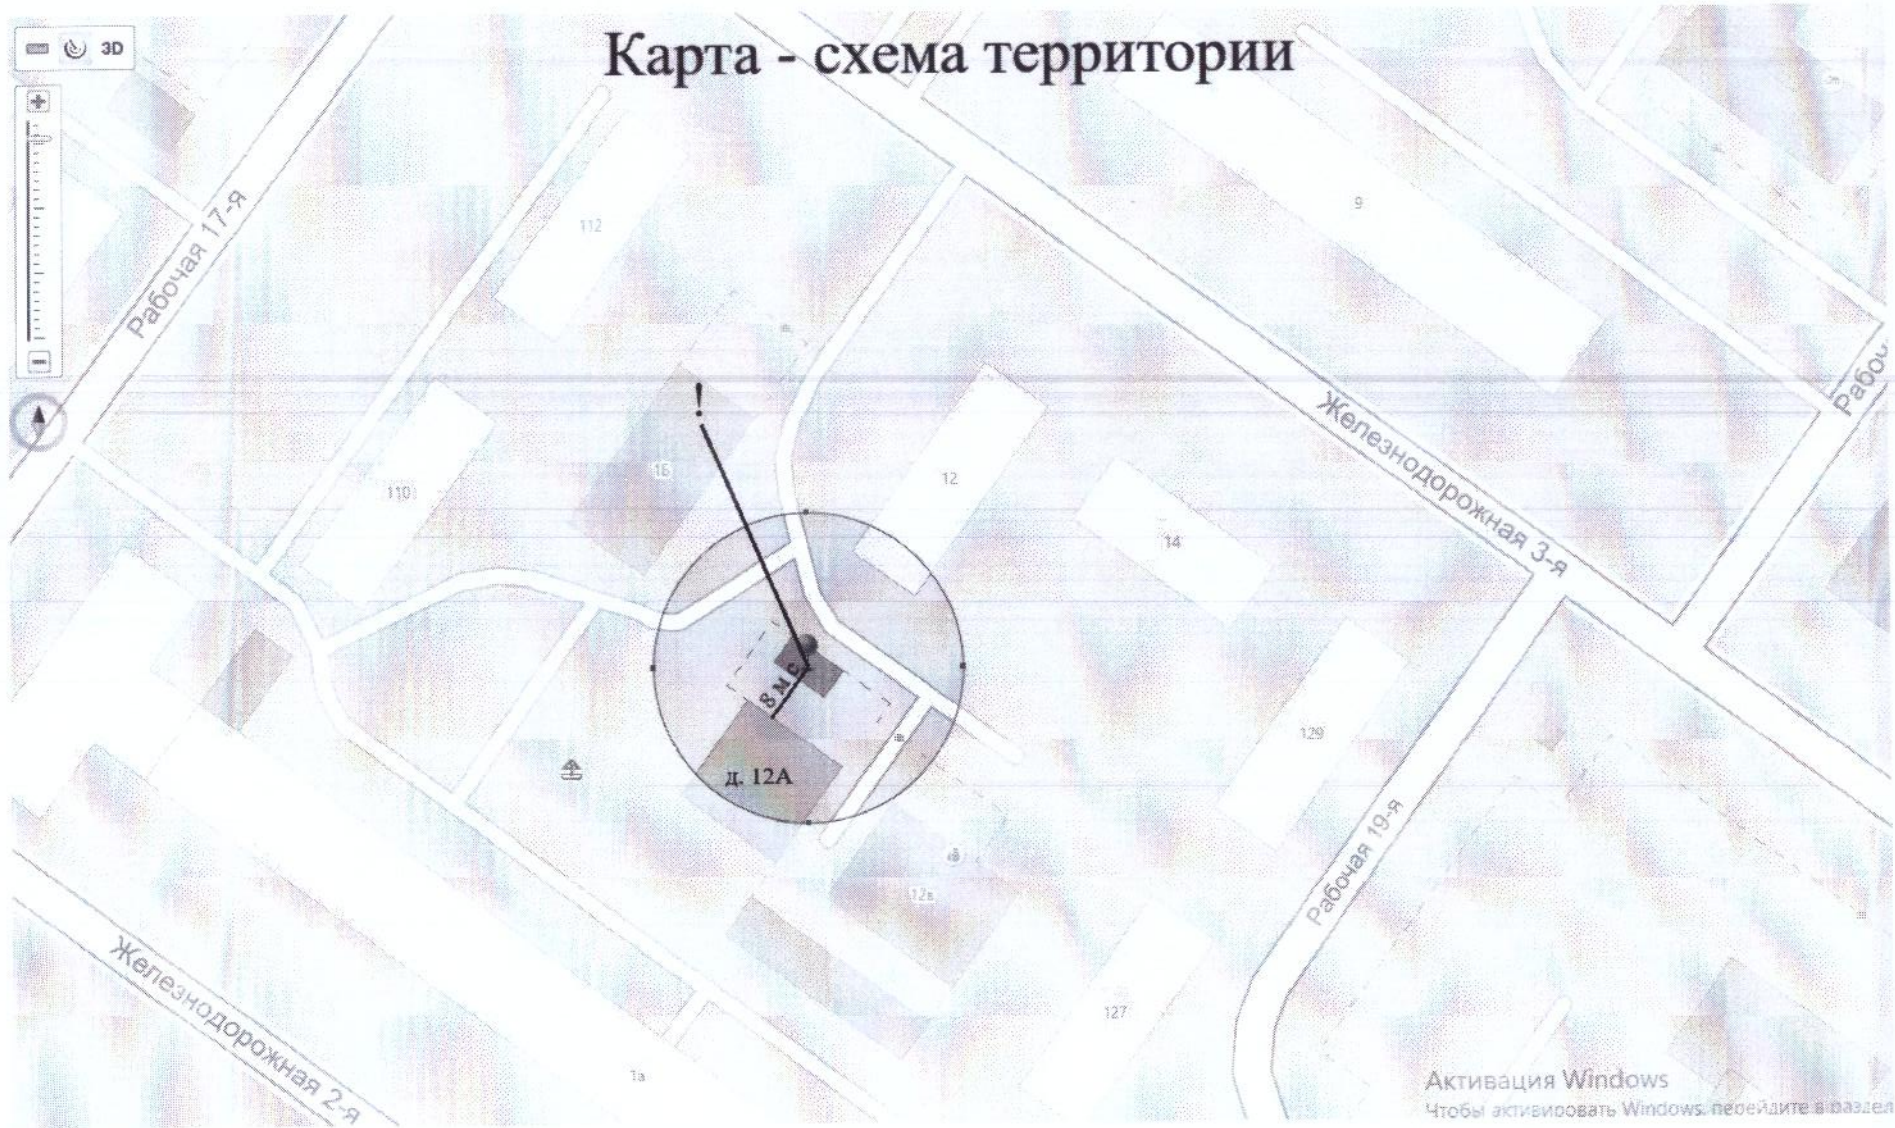 3D
Карта - схема территории
Рабочая 17-я
112
9
!
16
110
12
14
Железнодорожная 3-я
8 м с
д. 12А
129
Рабочая 19-я
12в
127
Железнодорожная 2-я
1а
Активация Windows
Чтобы активировать Windows, перейдите в раздел